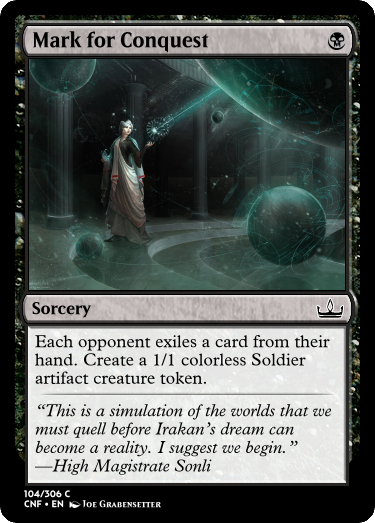 Mark for Conquest
Sorcery
Each opponent exiles a card from their
hand. Create a 1/1 colorless Soldier
artifact creature token.
“This is a simulation of the worlds that we
must quell before Irakan’s dream can
become a reality. I suggest we begin.”
—High Magistrate Sonli
104/306 C
CNF • EN Joe Grabensetter